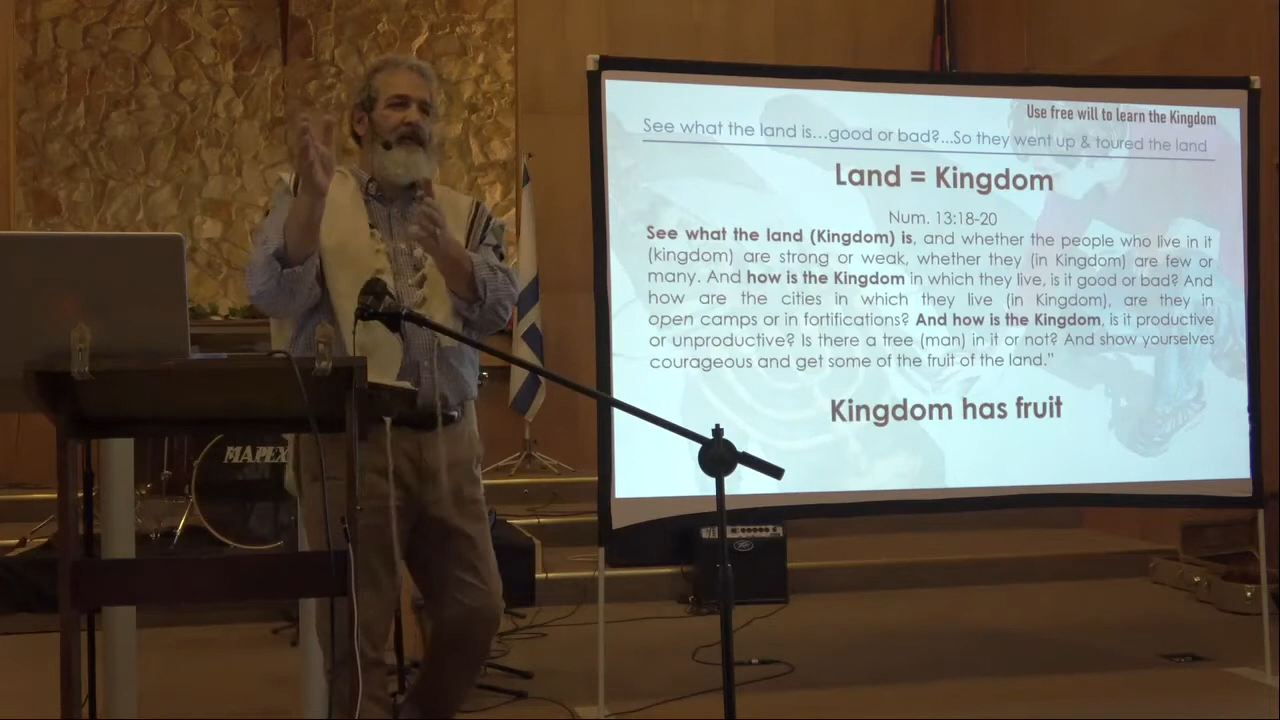 Use free will to learn the Kingdom
See what the land is...good or bad?...So they went up & toured the land
Land = Kingdom
Num. 13:18-20
See what the land (Kingdom) is, and whether the people who live in it
(kingdom) are strong or weak, whether they (in Kingdom) are few or
many. And how is the Kingdom in which they live, is it good or bad? And
how are the cities in which they live (in Kingdom), are they in
open camps or in fortifications? And how is the Kingdom, is it productive
or unproductive? Is there a tree (man) in it or not? And show yourselves
courageous and get some of the fruit of the land."
Kingdom has fruit
MAPEX